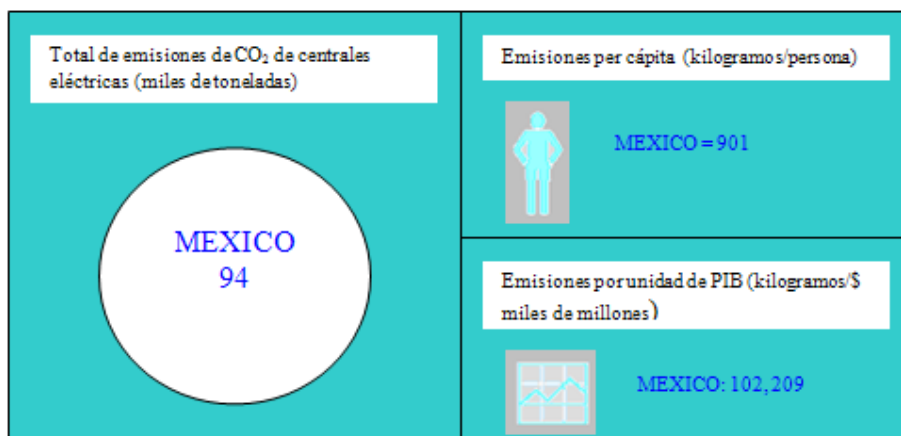 Total de emisiones de CO₂ de centrales
eléctricas (miles de toneladas)
MEXICO
94
Emisiones per cápita (kilogramos/persona)
MEXICO = 901
Emisiones por unidad de PIB (kilogramos/$
miles de millones)
MEXICO: 102,209